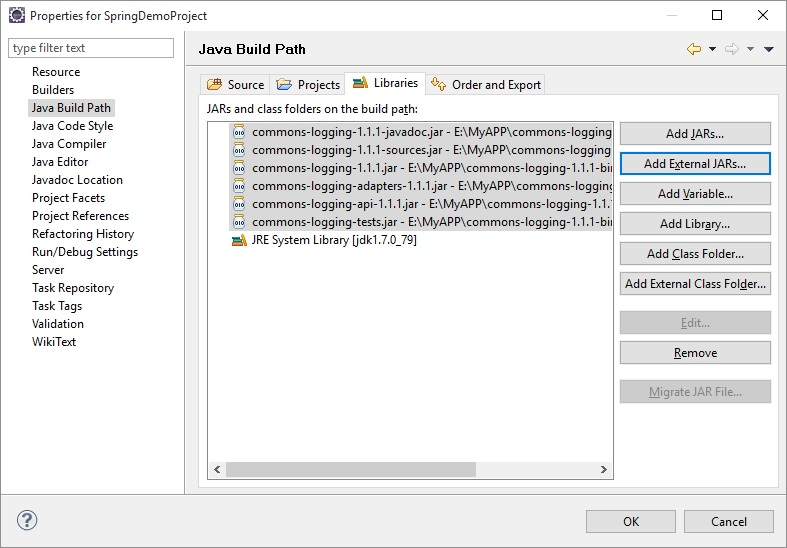 Properties for SpringDemoProject
type filter text
Resource
Builders
Java Build Path
Java Code Style
Java Compiler
Java Editor
Javadoc Location
Project Facets
Project References
Refactoring History
Run/Debug Settings
Server
Task Repository
Task Tags
Validation
WikiText
Java Build Path
Source Projects Libraries Order and Export
JARs and class folders on the build path:
commons-logging-1.1.1-javadoc.jar - E:\MyAPP\commons-logging
commons-logging-1.1.1-sources.jar - E:\MyAPP\commons-logging
commons-logging-1.1.1.jar - E:\MyAPP\commons-logging-1.1.1-bin
commons-logging-adapters-1.1.1.jar - E:\MyAPP\commons-logging
commons-logging-api-1.1.1.jar - E:\MyAPP\commons-logging-1.1.
commons-logging-tests.jar - E:\MyAPP\commons-logging-1.1.1-bin
JRE System Library [jdk1.7.0_79]
Add JARs...
Add External JARs...
Add Variable...
Add Library...
Add Class Folder...
Add External Class Folder...
Edit...
Remove
Migrate JAR File...
?
OK
Cancel